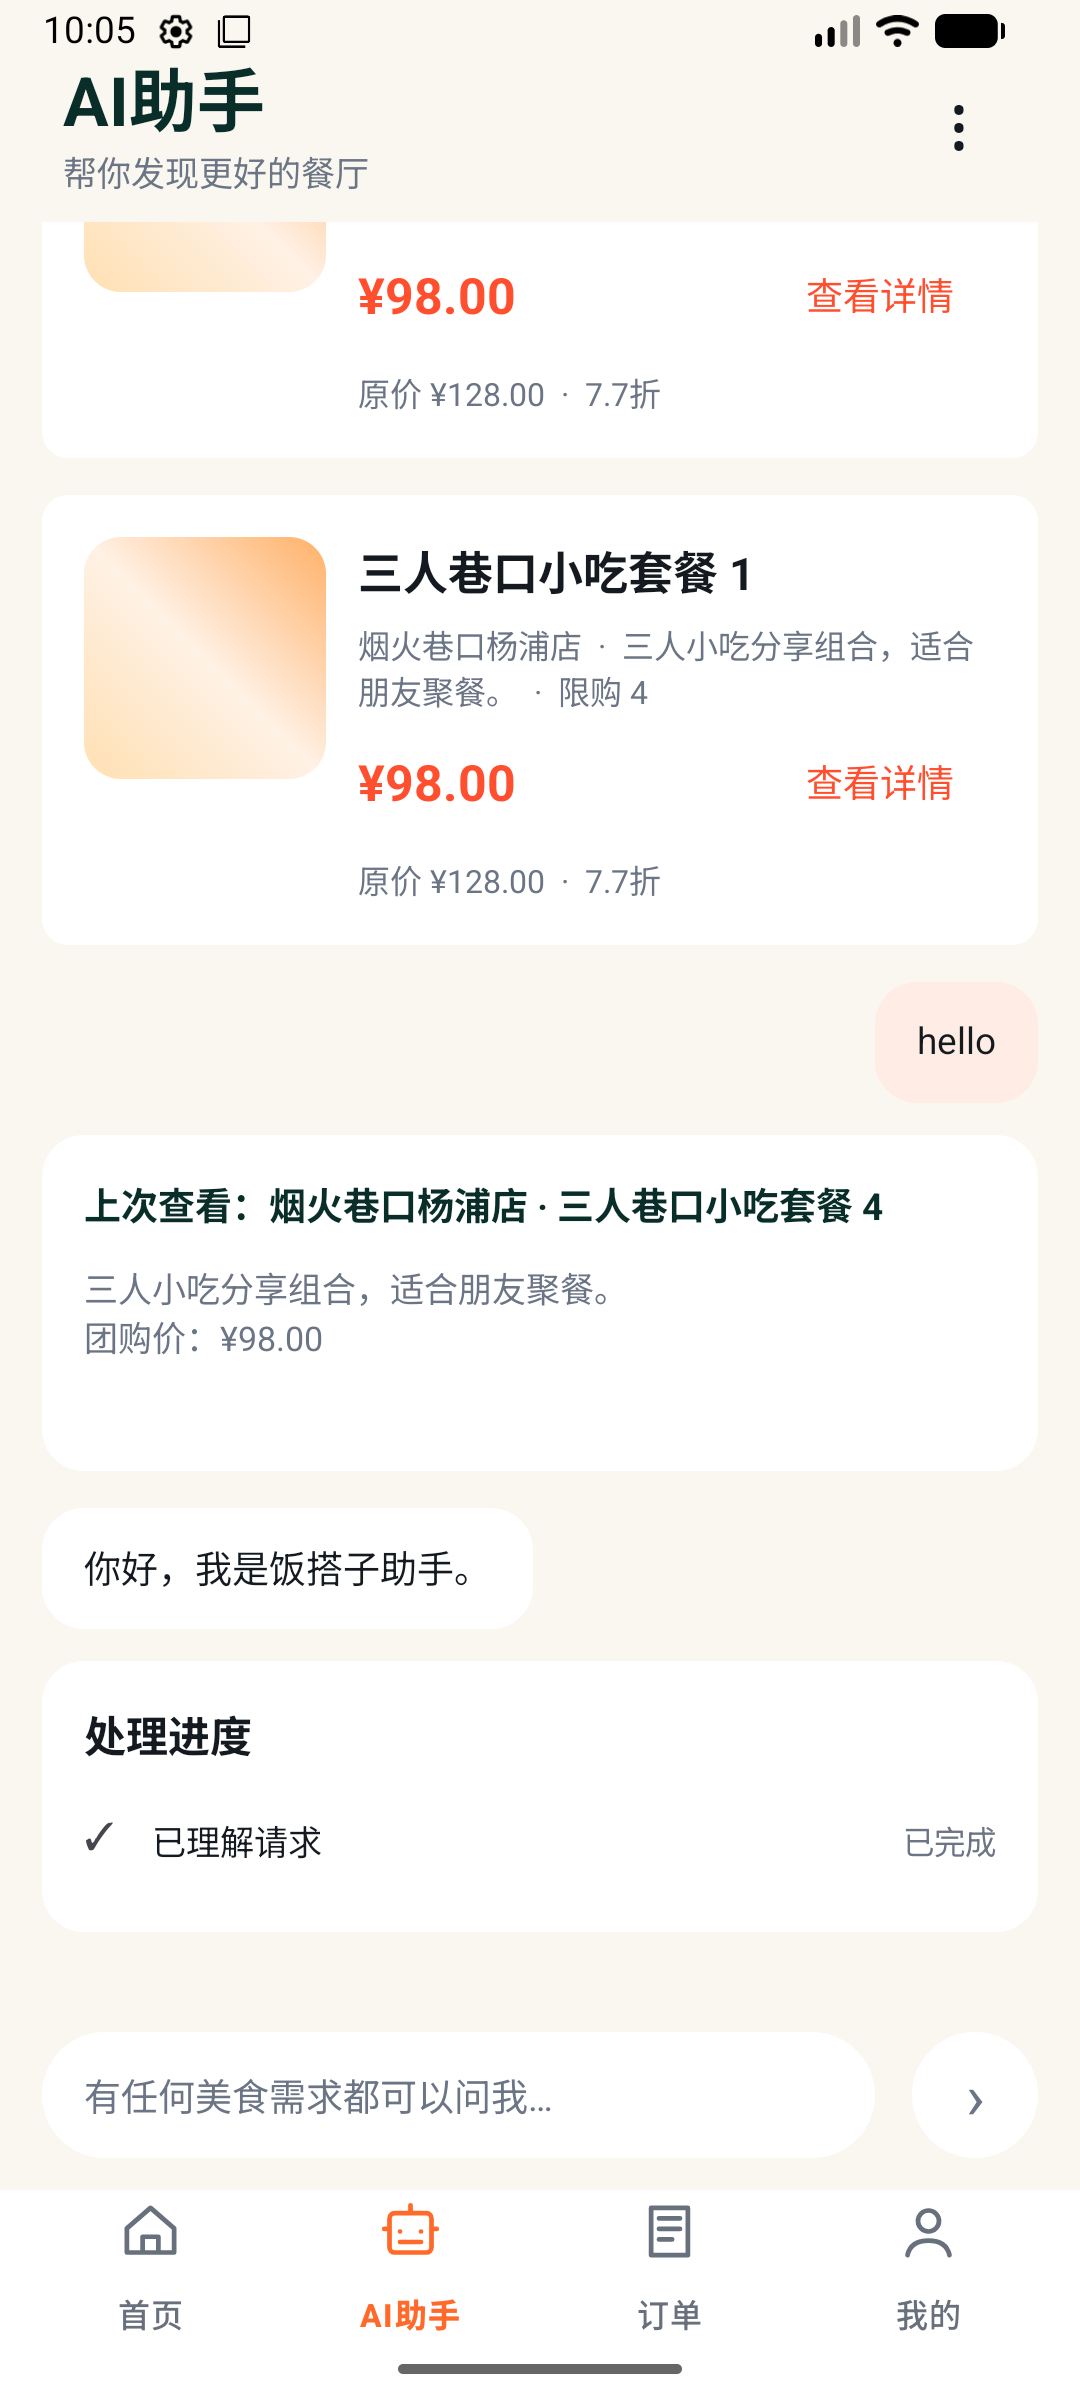 10:05
AI助手
帮你发现更好的餐厅
¥98.00
查看详情
原价 ¥128.00 · 7.7折
三人巷口小吃套餐 1
烟火巷口杨浦店 · 三人小吃分享组合，适合
朋友聚餐。 · 限购 4
¥98.00
查看详情
原价 ¥128.00 · 7.7折
hello
上次查看：烟火巷口杨浦店 · 三人巷口小吃套餐 4
三人小吃分享组合，适合朋友聚餐。
团购价：¥98.00
你好，我是饭搭子助手。
处理进度
✓ 已理解请求
已完成
有任何美食需求都可以问我...
›
首页
AI助手
订单
我的